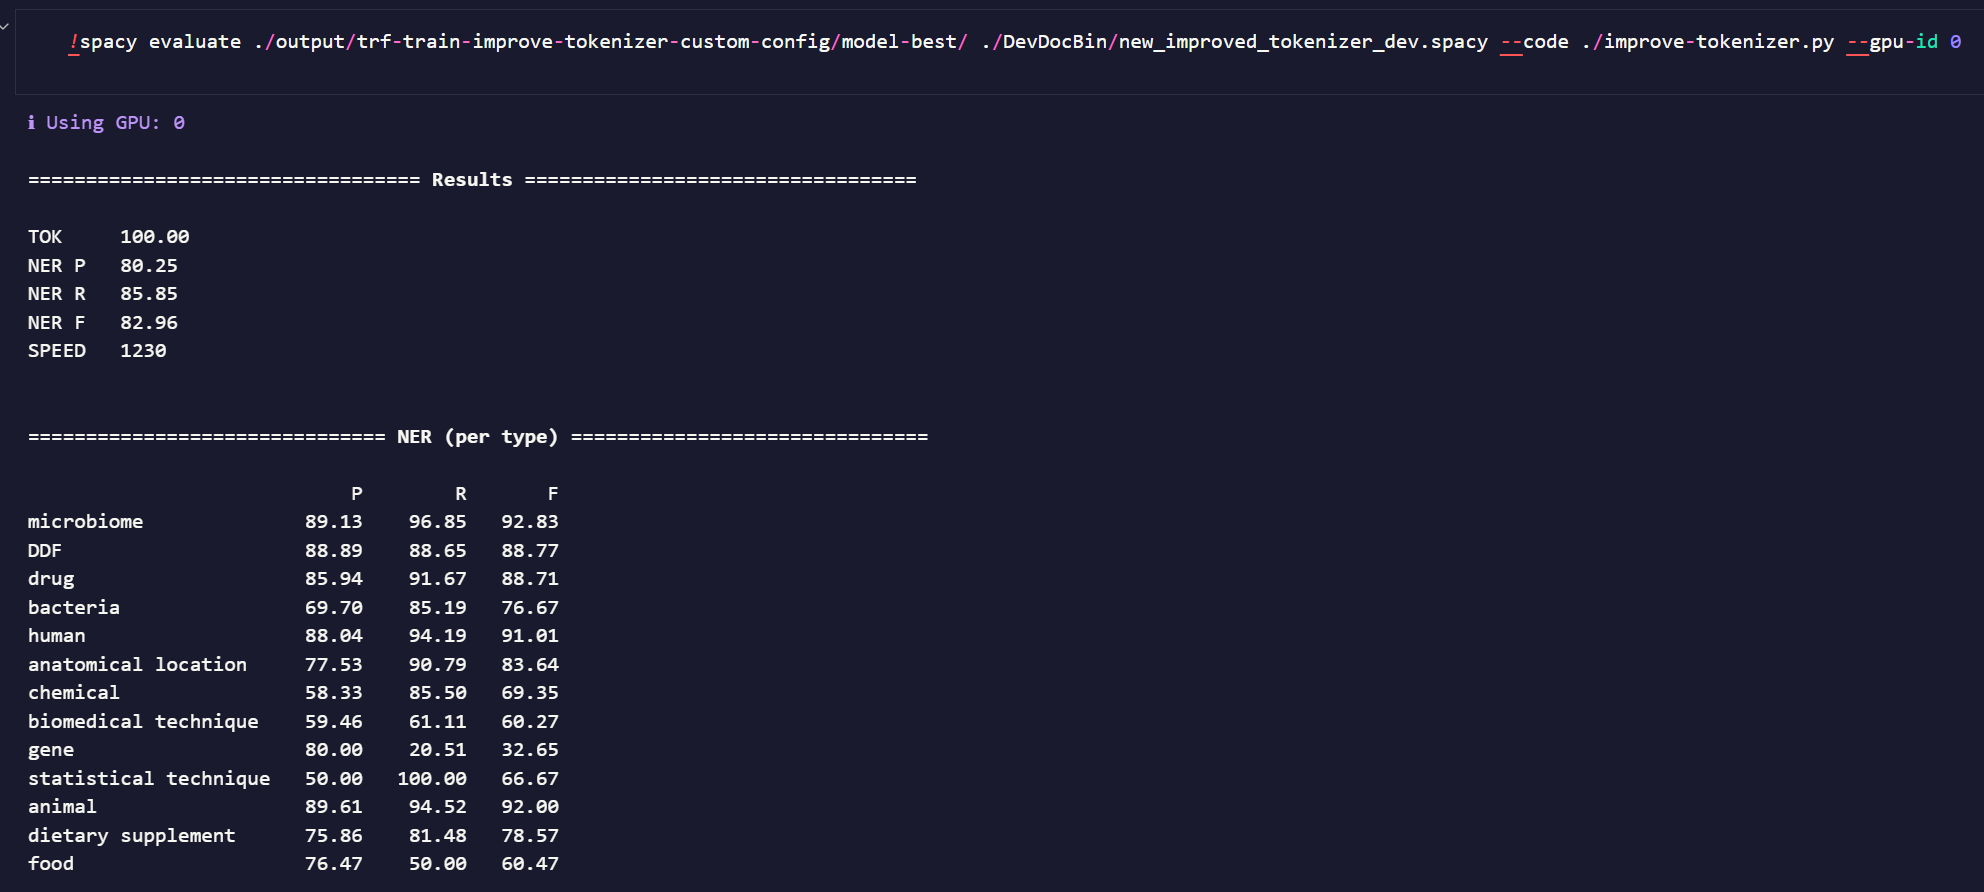 !spacy evaluate ./output/trf-train-improve-tokenizer-custom-config/model-best/ ./DevDocBin/new_improved_tokenizer_dev.spacy --code ./improve-tokenizer.py --gpu-id 0
ℹ Using GPU: 0
================================== Results ==================================
TOK 100.00
NER P 80.25
NER R 85.85
NER F 82.96
SPEED 1230
=============================== NER (per type) ===============================
P R F
microbiome 89.13 96.85 92.83
DDF 88.89 88.65 88.77
drug 85.94 91.67 88.71
bacteria 69.70 85.19 76.67
human 88.04 94.19 91.01
anatomical location 77.53 90.79 83.64
chemical 58.33 85.50 69.35
biomedical technique 59.46 61.11 60.27
gene 80.00 20.51 32.65
statistical technique 50.00 100.00 66.67
animal 89.61 94.52 92.00
dietary supplement 75.86 81.48 78.57
food 76.47 50.00 60.47